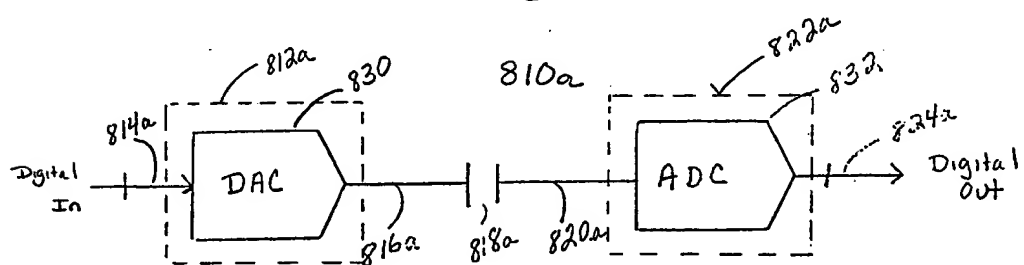 812a
830
810a
822a
832
814a
824a
Digital
In
DAC
ADC
Digital
Out
816a
818a
820a